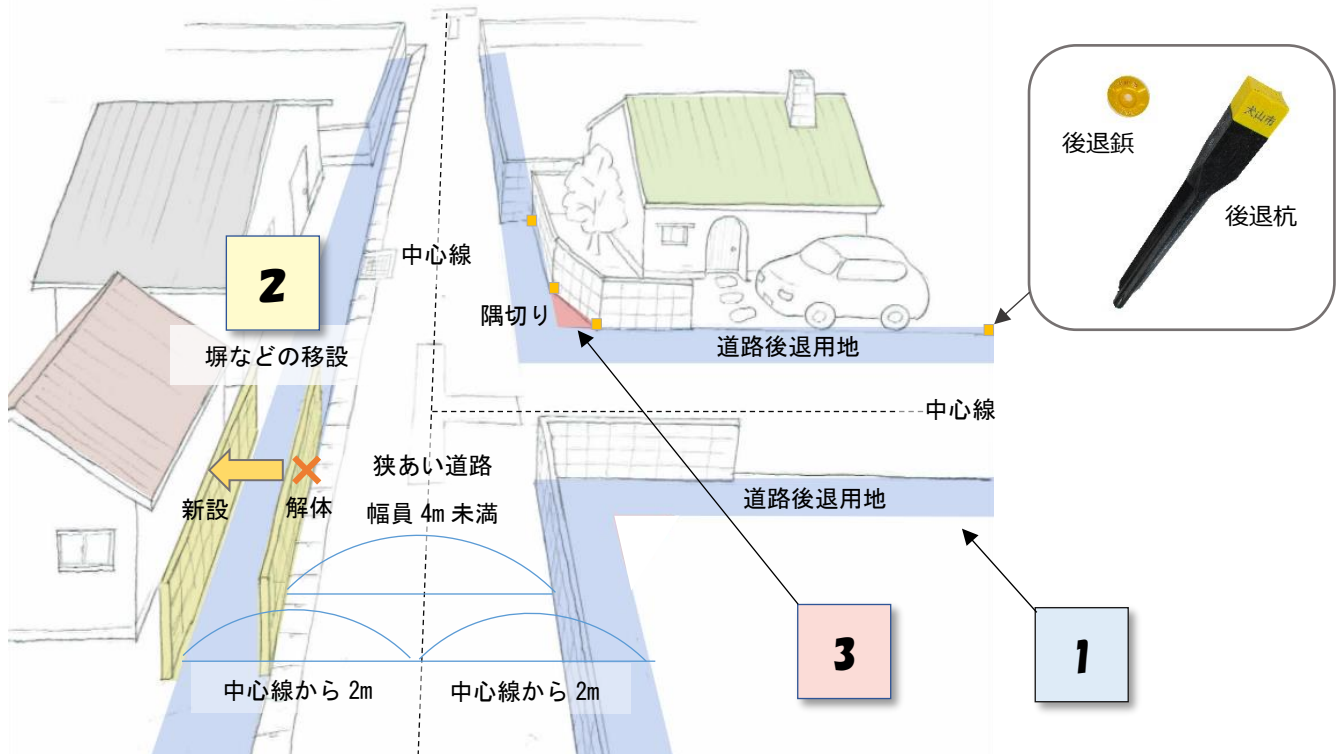 後退鋲
犬山市
後退杭
中心線
2
塀などの移設
隅切り
道路後退用地
中心線
狭あい道路
幅員 4m 未満
新設
解体
道路後退用地
3
1
中心線から 2m
中心線から 2m